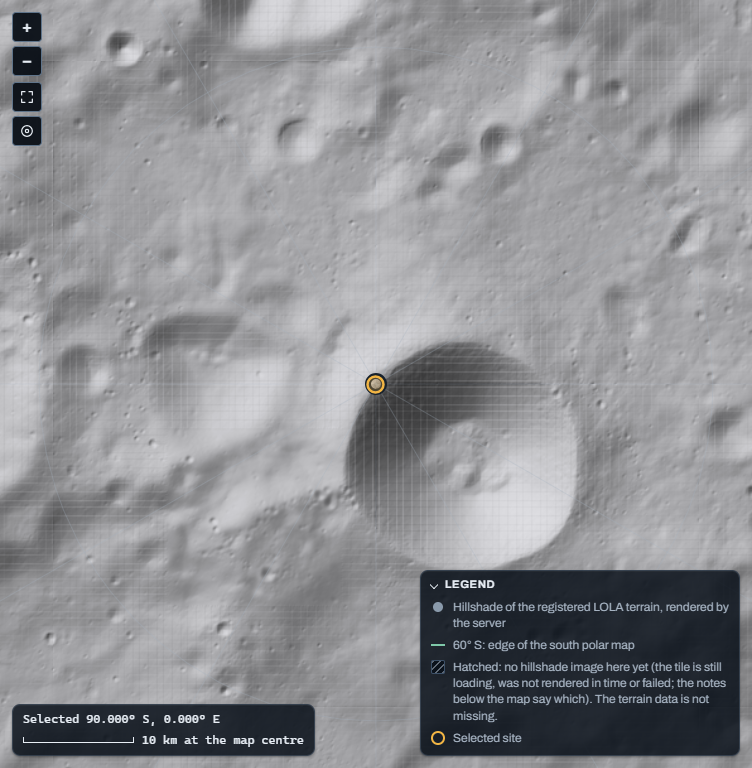 +
−
LEGEND
Hillshade of the registered LOLA terrain, rendered by
the server
60° S: edge of the south polar map
Hatched: no hillshade image here yet (the tile is still
loading, was not rendered in time or failed; the notes
below the map say which). The terrain data is not
missing.
Selected site
Selected 90.000° S, 0.000° E
10 km at the map centre